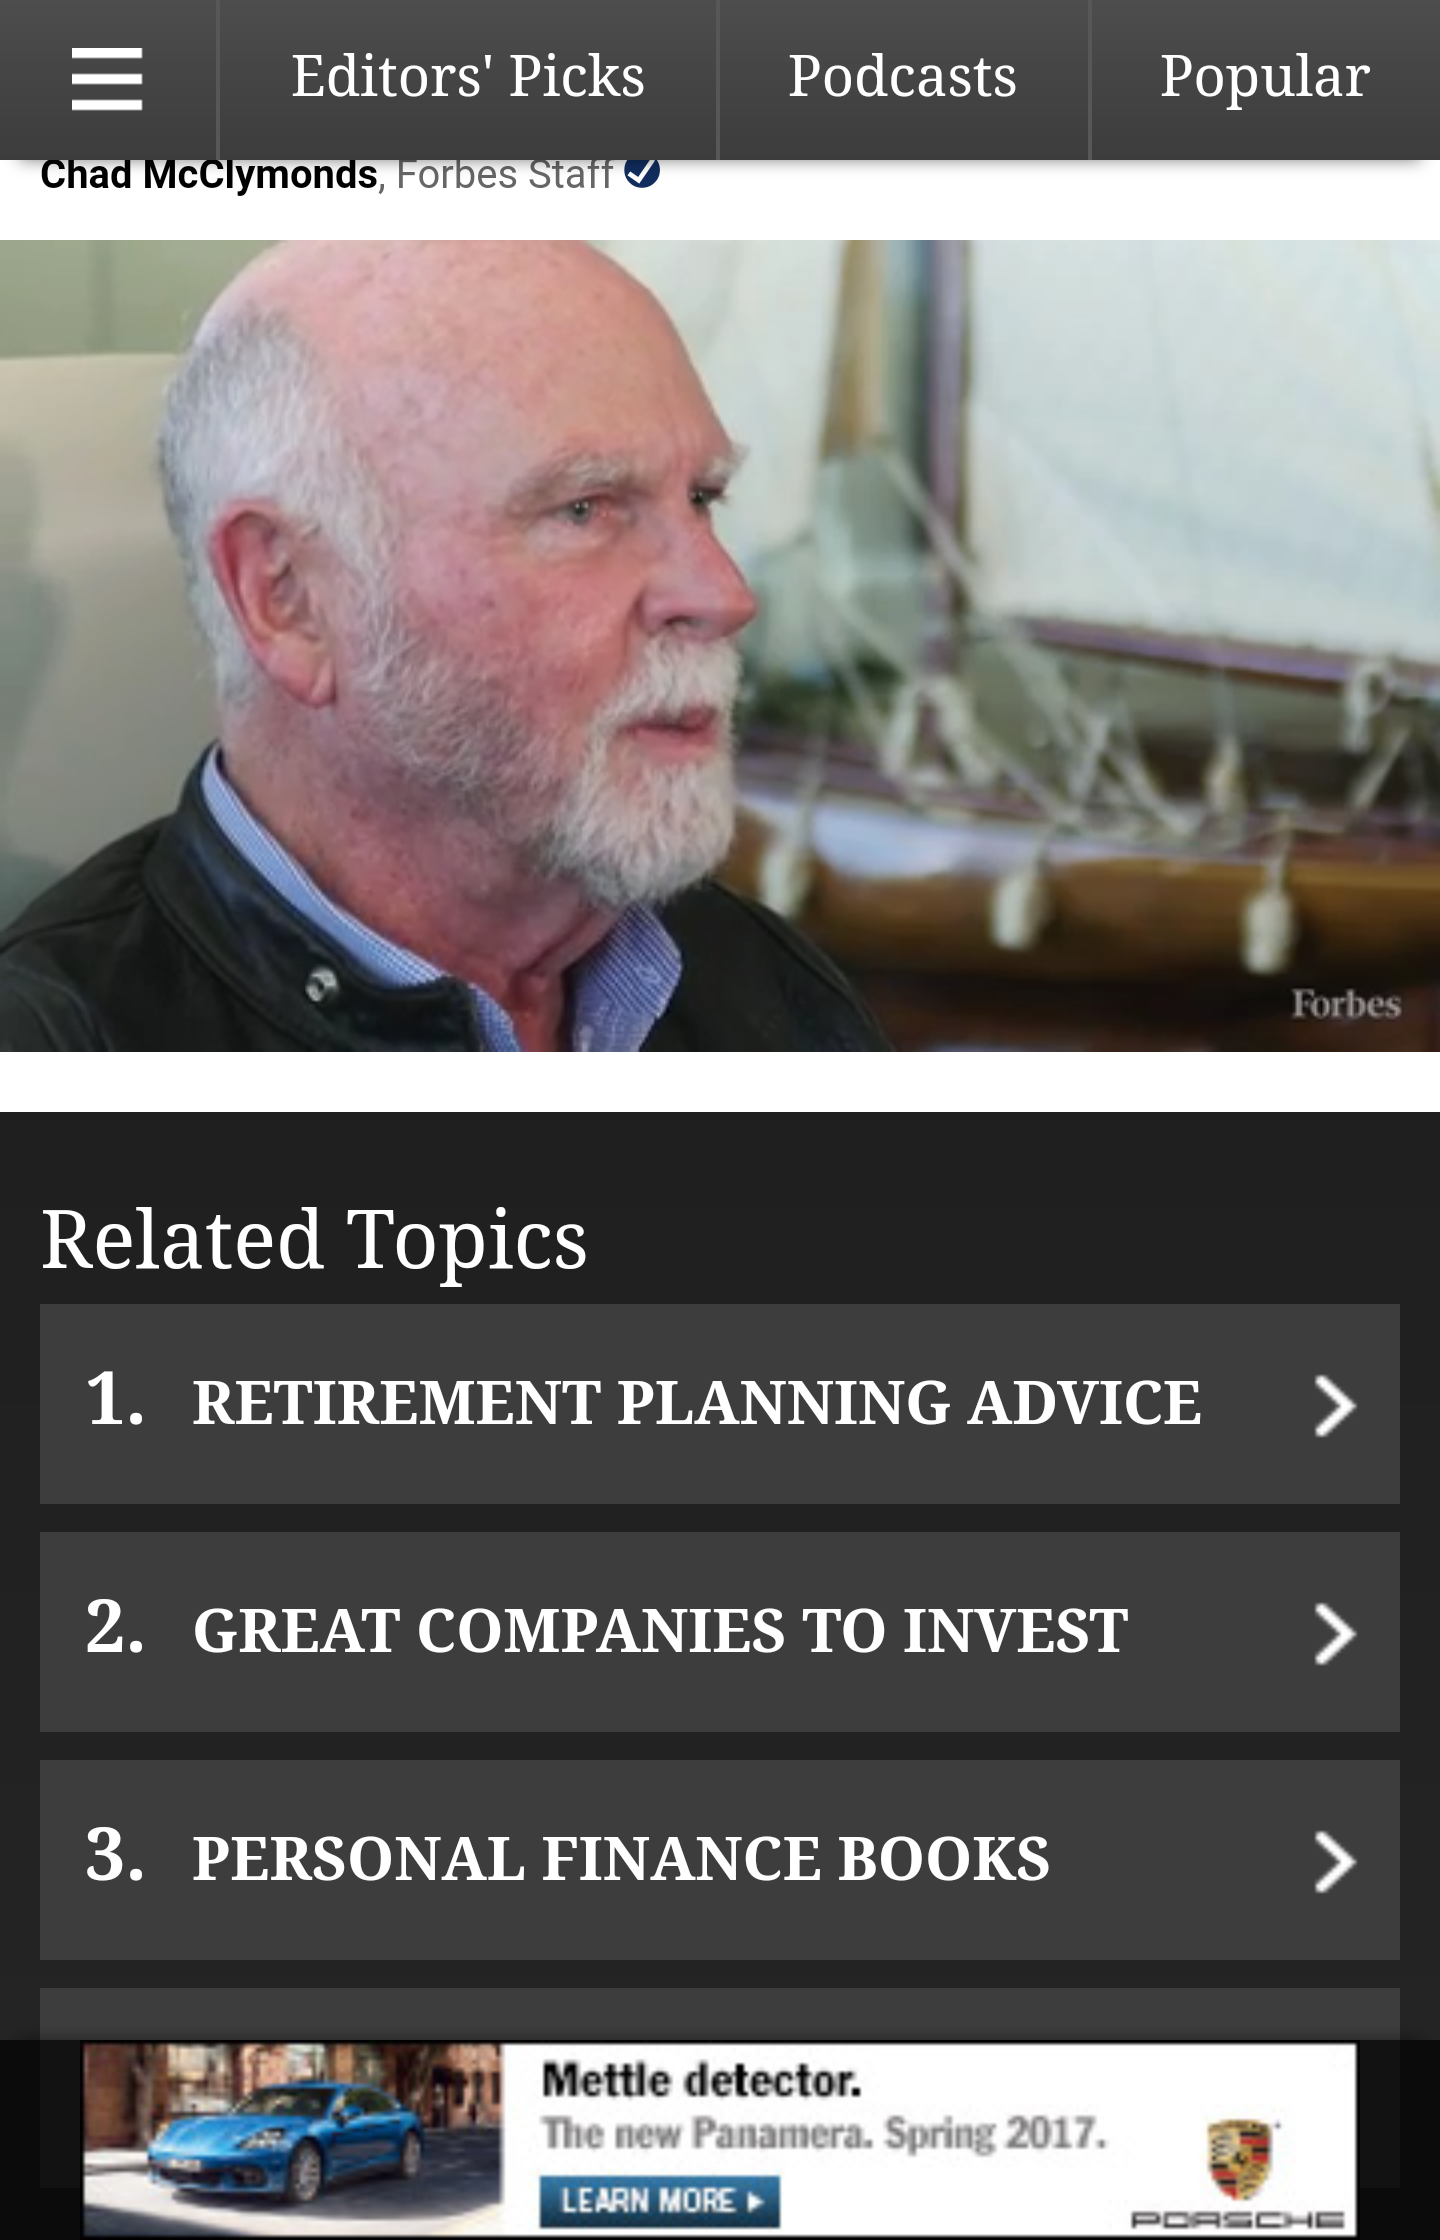 Editors' Picks
Podcasts
Popular
Chad McClymonds, Forbes Staff
Forbes
Related Topics
1. RETIREMENT PLANNING ADVICE
2. GREAT COMPANIES TO INVEST
3. PERSONAL FINANCE BOOKS
Mettle detector.
The new Panamera. Spring 2017.
LEARN MORE
PORSCHE